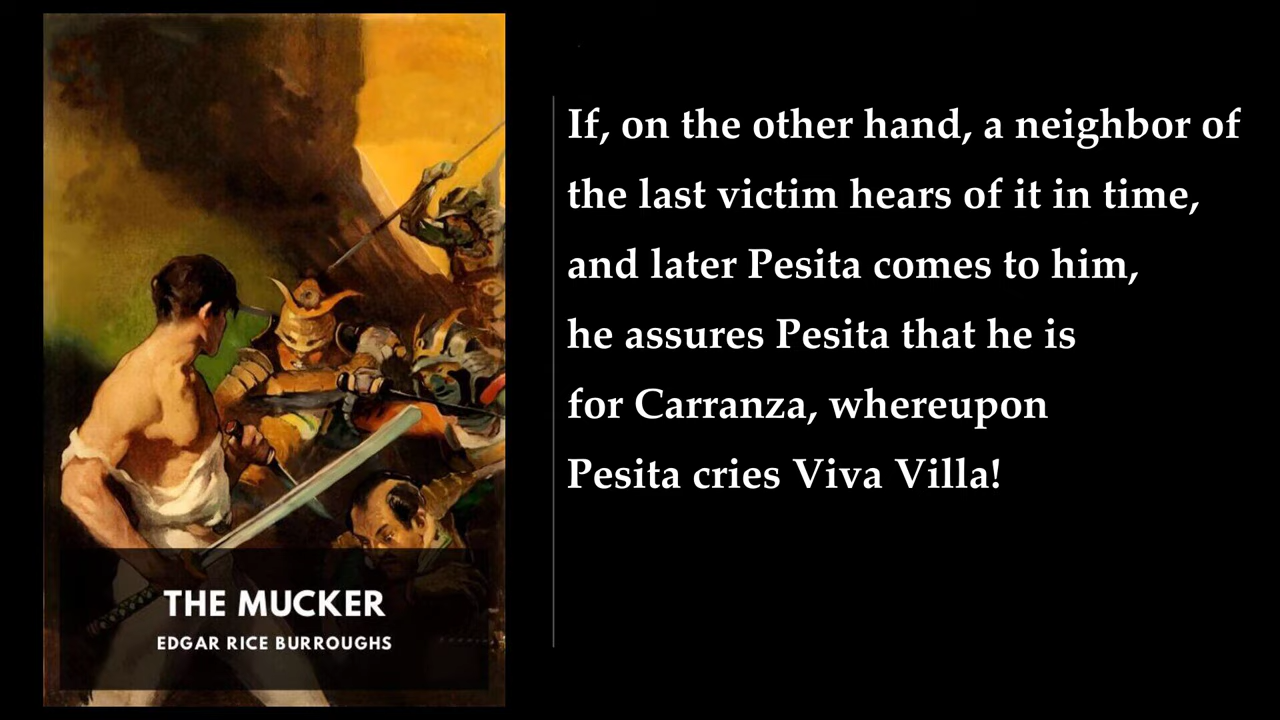 THE MUCKER
EDGAR RICE BURROUGHS
If, on the other hand, a neighbor of
the last victim hears of it in time,
and later Pesita comes to him,
he assures Pesita that he is
for Carranza, whereupon
Pesita cries Viva Villa!